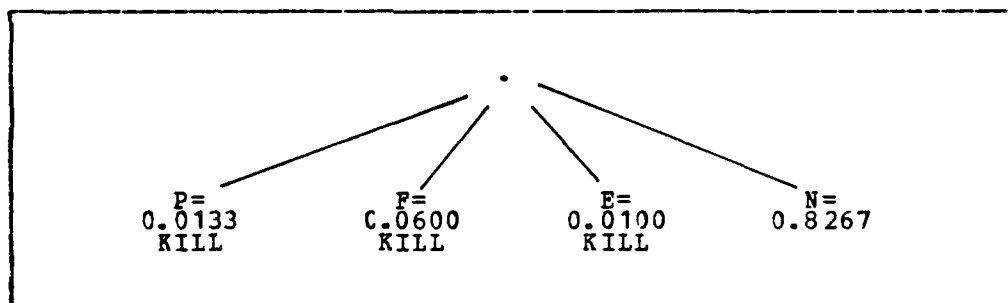 P= F= E= N=
0.0133 C.0600 0.0100 0.8267
KILL KILL KILL